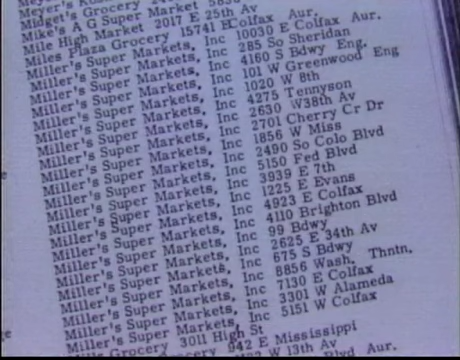 Midget's Grocery
Mike's A G Super Market
Mile High Market 2017 E 25th Av
Miles Plaza Grocery 15741 E Colfax Aur.
Miller's Super Markets, Inc 10030 E Colfax Aur.
Miller's Super Markets, Inc 285 So Sheridan
Miller's Super Markets, Inc 4160 S Bdwy Eng.
Miller's Super Markets, Inc 101 W Greenwood Eng
Miller's Super Markets, Inc 1020 W 8th
Miller's Super Markets, Inc 4275 Tennyson
Miller's Super Markets, Inc 2630 W38th Av
Miller's Super Markets, Inc 2701 Cherry Cr Dr
Miller's Super Markets, Inc 1856 W Miss
Miller's Super Markets, Inc 2490 So Colo Blvd
Miller's Super Markets, Inc 5150 Fed Blvd
Miller's Super Markets, Inc 3939 E 7th
Miller's Super Markets, Inc 1225 E Evans
Miller's Super Markets, Inc 4923 E Colfax
Miller's Super Markets, Inc 4110 Brighton Blvd
Miller's Super Markets, Inc 99 Bdwy
Miller's Super Markets, Inc 2625 E 34th Av
Miller's Super Markets, Inc 675 S Bdwy
Miller's Super Markets, Inc 8856 Wash. Thntn.
Miller's Super Markets, Inc 7130 E Colfax
Miller's Super Markets, Inc 3301 W Alameda
Miller's Super Markets, Inc 5151 W Colfax
Grocery 3011 High St
Grocery 942 E Mississippi
W 13th Av
Blvd Aur.